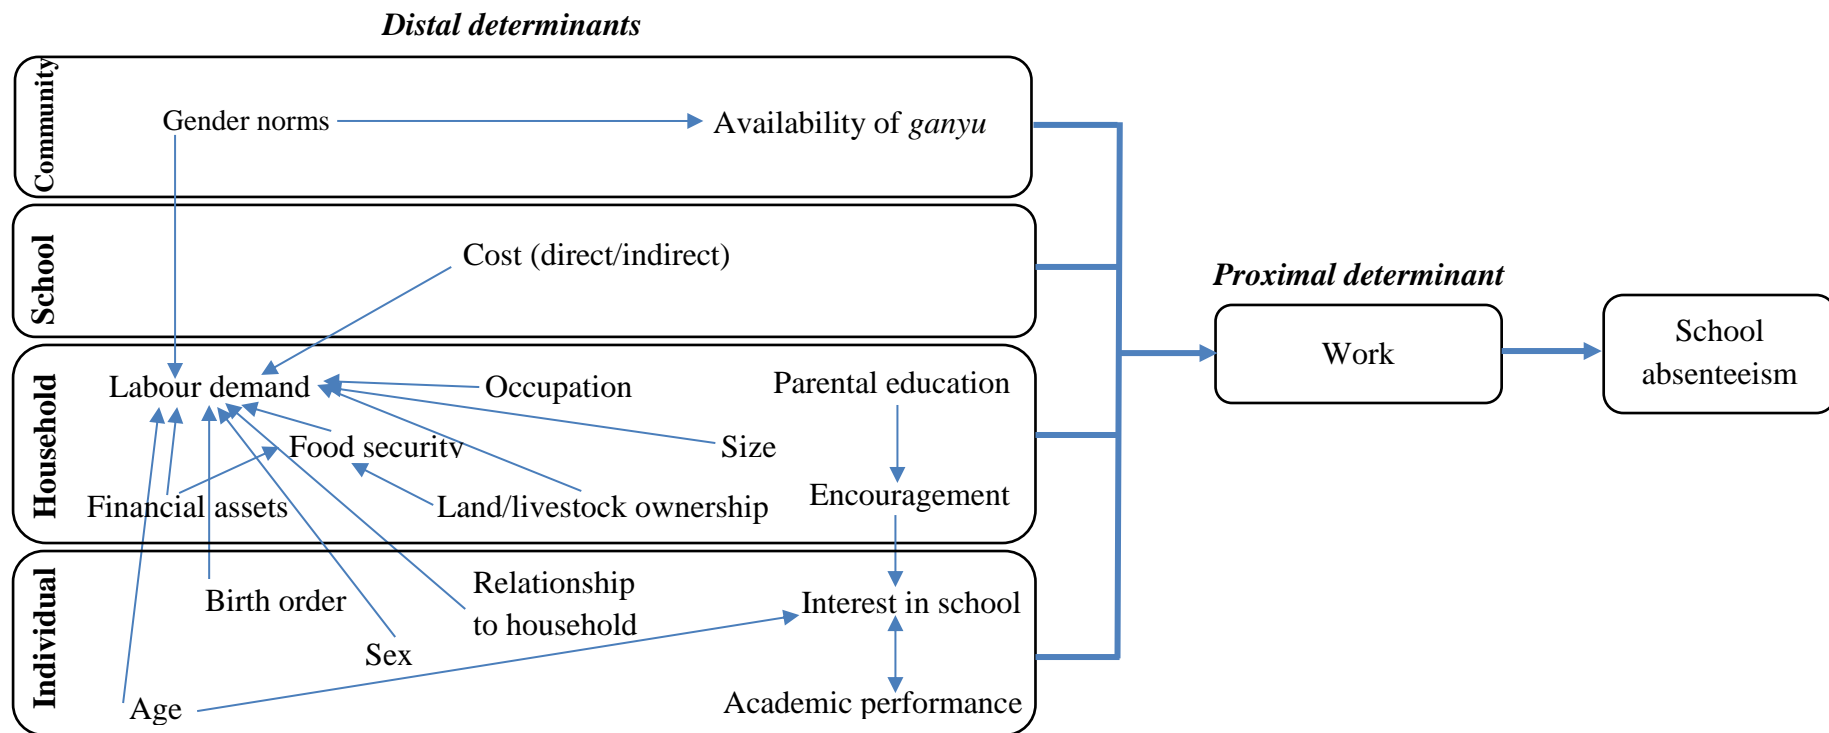 Distal determinants
Community
Gender norms
Availability of ganyu
School
Cost (direct/indirect)
Proximal determinant
Work
School
absenteeism
Household
Labour demand
Occupation
Parental education
Food security
Size
Financial assets
Land/livestock ownership
Encouragement
Individual
Birth order
Relationship
to household
Interest in school
Sex
Age
Academic performance